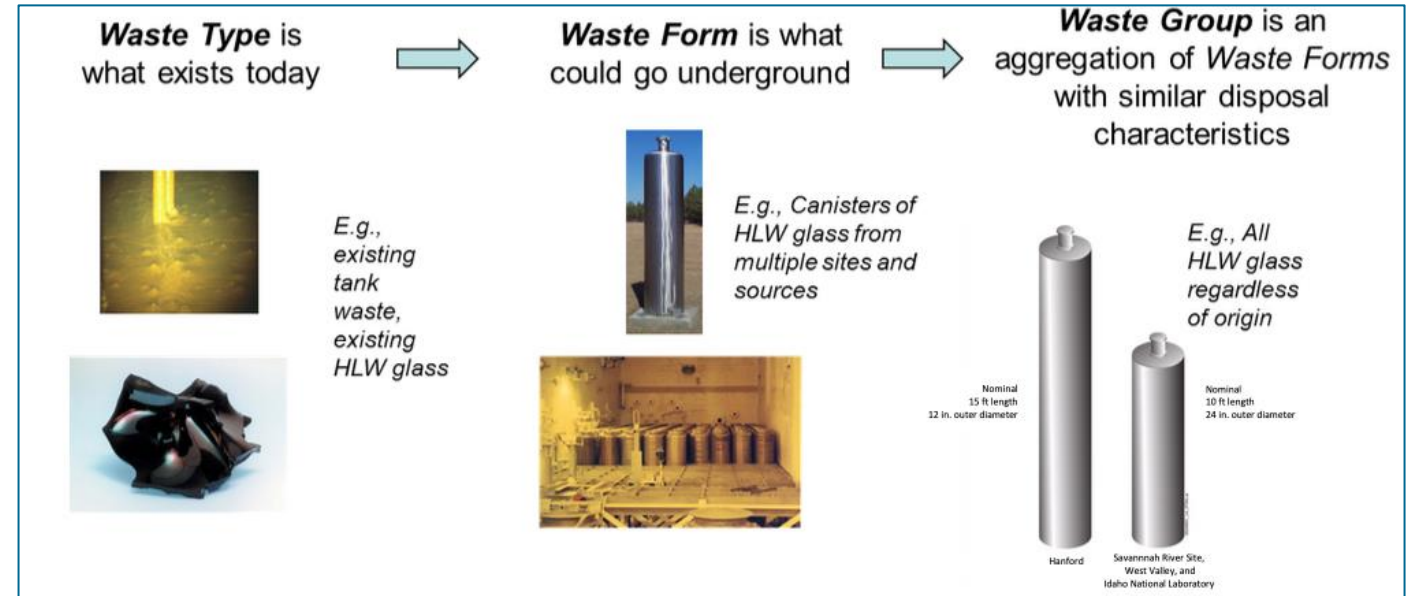 Waste Type is
what exists today
Waste Form is what
could go underground
Waste Group is an
aggregation of Waste Forms
with similar disposal
characteristics
E.g.,
existing
tank
waste,
existing
HLW glass
E.g., Canisters of
HLW glass from
multiple sites and
sources
E.g., All
HLW glass
regardless
of origin
Nominal
15 ft length
12 in. outer diameter
Nominal
10 ft length
24 in. outer diameter
Hanford
Savannnah River Site,
West Valley, and
Idaho National Laboratory